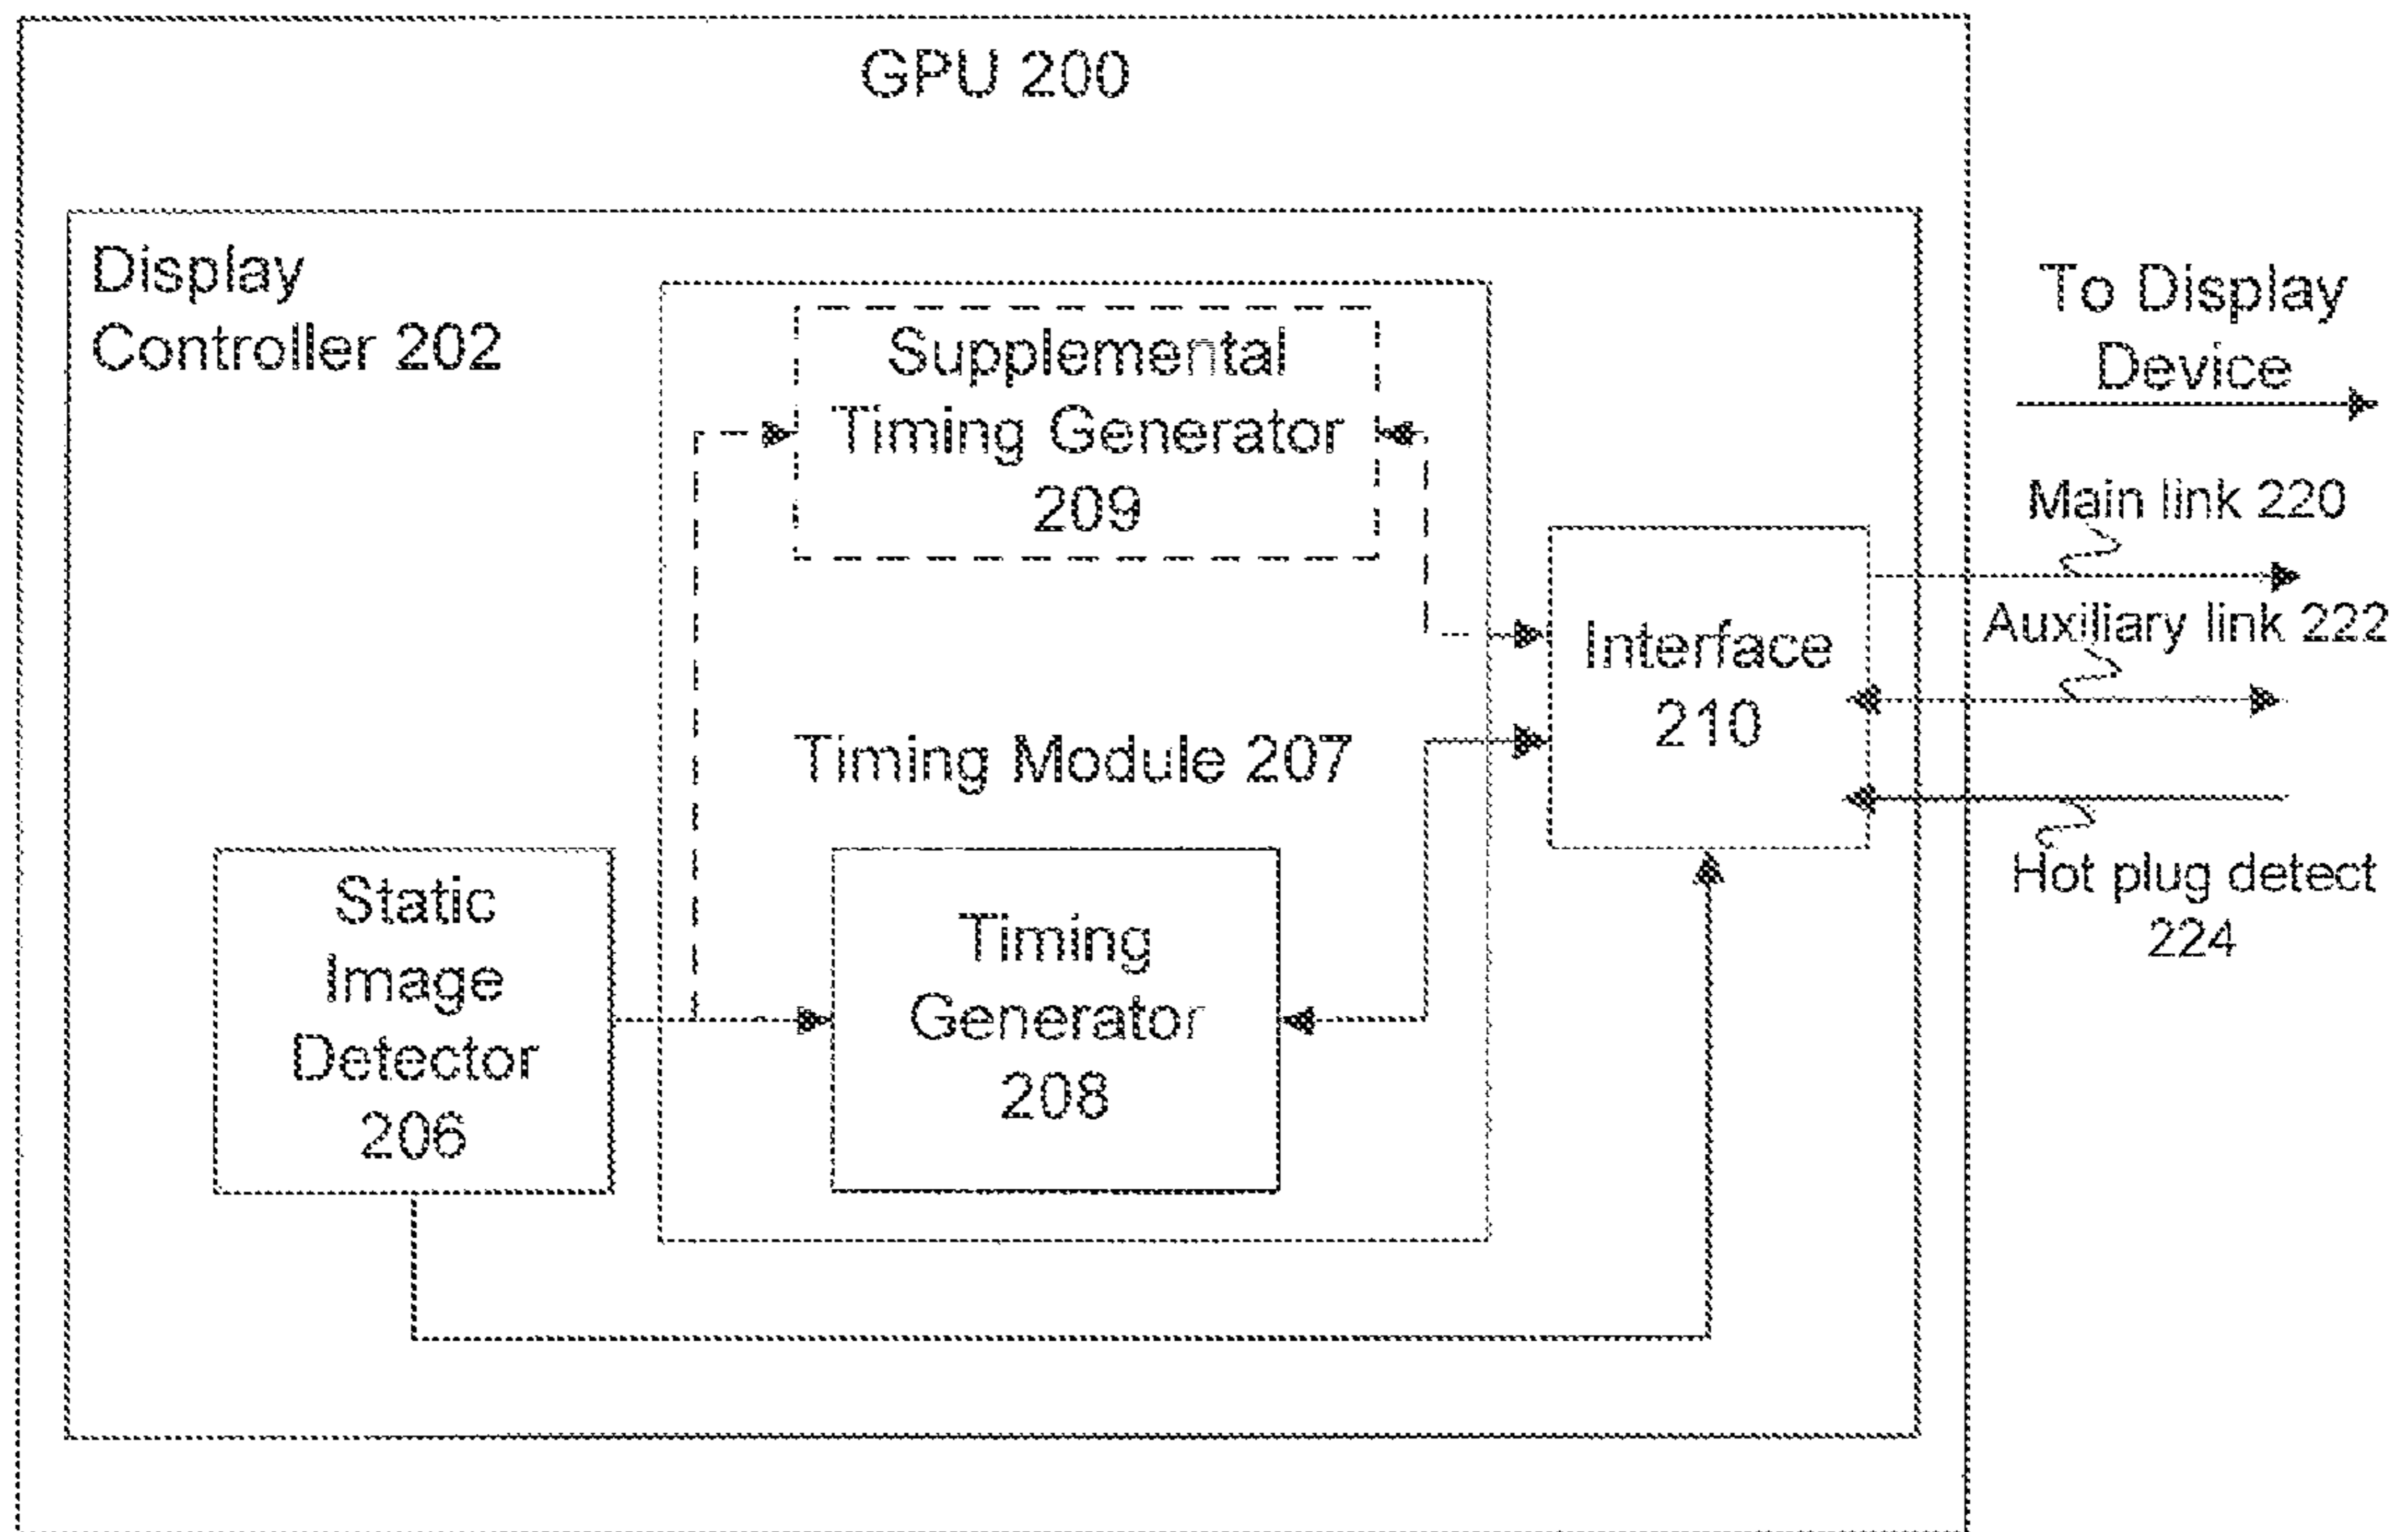 GPU 200
Display
Controller 202
Supplemental
Timing Generator
209
Timing Module 207
Static
Image
Detector
206
Timing
Generator
208
Interface
210
To Display
Device
Main link 220
Auxiliary link 222
Hot plug detect
224